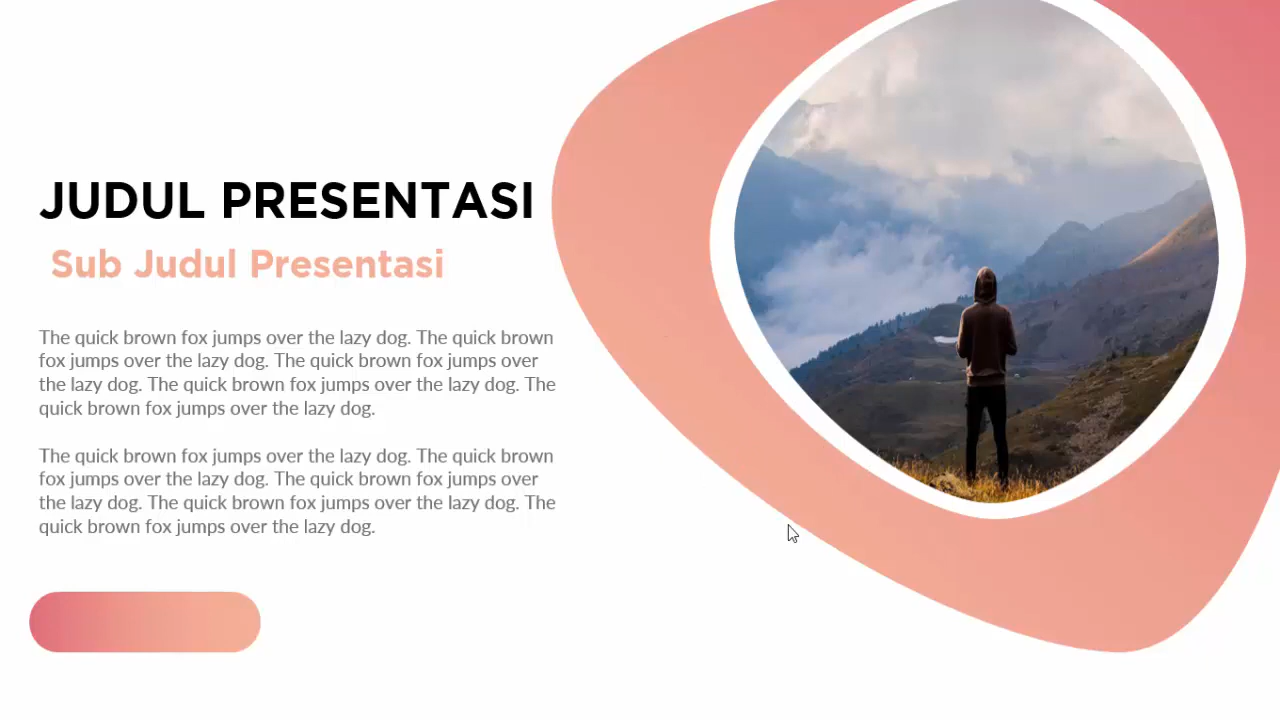 JUDUL PRESENTASI
Sub Judul Presentasi
The quick brown fox jumps over the lazy dog. The quick brown
fox jumps over the lazy dog. The quick brown fox jumps over
the lazy dog. The quick brown fox jumps over the lazy dog. The
quick brown fox jumps over the lazy dog.
The quick brown fox jumps over the lazy dog. The quick brown
fox jumps over the lazy dog. The quick brown fox jumps over
the lazy dog. The quick brown fox jumps over the lazy dog. The
quick brown fox jumps over the lazy dog.